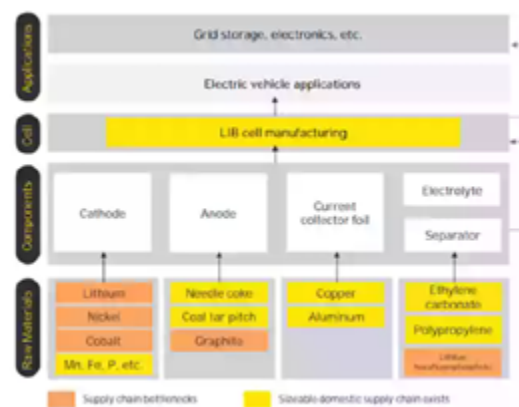 Applications
Grid storage, electronics, etc.
Electric vehicle applications
Cell
LIB cell manufacturing
Components
Cathode
Anode
Current
collector foil
Electrolyte
Separator
Raw Materials
Lithium
Nickel
Cobalt
Mn, Fe, P, etc.
Needle coke
Coal tar pitch
Graphite
Copper
Aluminum
Ethylene
carbonate
Polypropylene
Lithium
Supply chain bottlenecks
Sizeable domestic supply chain exists